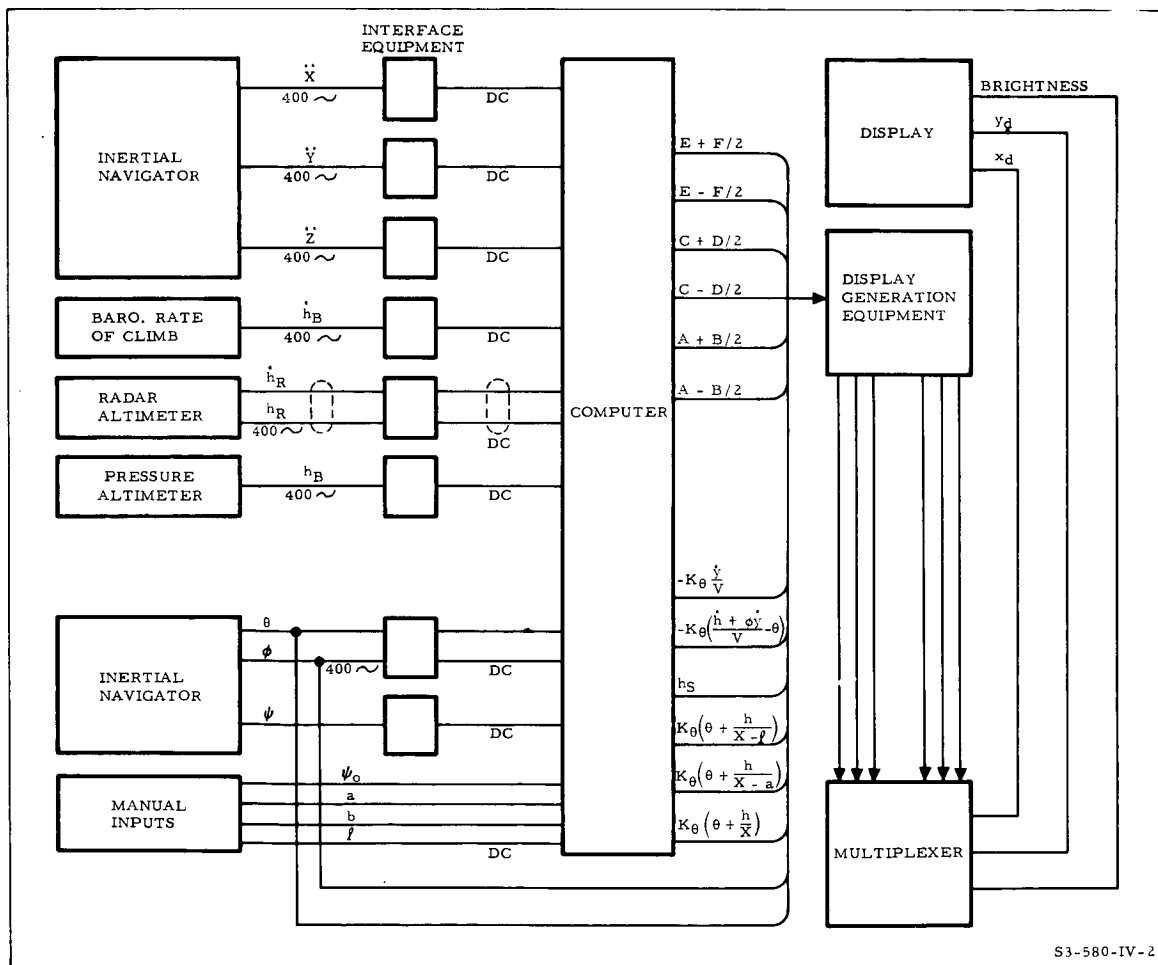 INTERFACE
EQUIPMENT
INERTIAL
NAVIGATOR
Ẍ
400 ~
DC
Ÿ
400 ~
DC
Z̈
400 ~
DC
BARO. RATE
OF CLIMB
ḣB
400 ~
DC
RADAR
ALTIMETER
ḣR
hR
400 ~
DC
PRESSURE
ALTIMETER
hB
400 ~
DC
INERTIAL
NAVIGATOR
θ
ϕ
400 ~
DC
ψ
DC
MANUAL
INPUTS
ψo
a
b
ℓ
DC
COMPUTER
E + F/2
E - F/2
C + D/2
C - D/2
A + B/2
A - B/2
-Kθ ẏ/V
-Kθ((ḣ + ϕẏ)/V -θ)
hS
Kθ(θ + h/(X - ℓ))
Kθ(θ + h/(X - a))
Kθ (θ + h/X)
DISPLAY
BRIGHTNESS
yd
xd
DISPLAY
GENERATION
EQUIPMENT
MULTIPLEXER
S3-580-IV-2